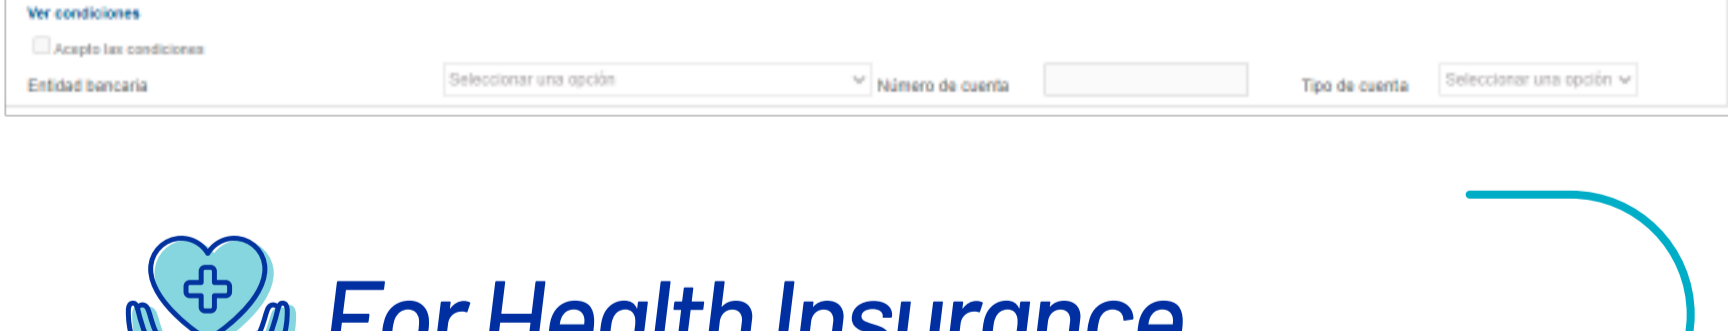 Ver condiciones
Acepto las condiciones
Entidad bancaria Seleccionar una opción Número de cuenta Tipo de cuenta Seleccionar una opción
For Health Insurance